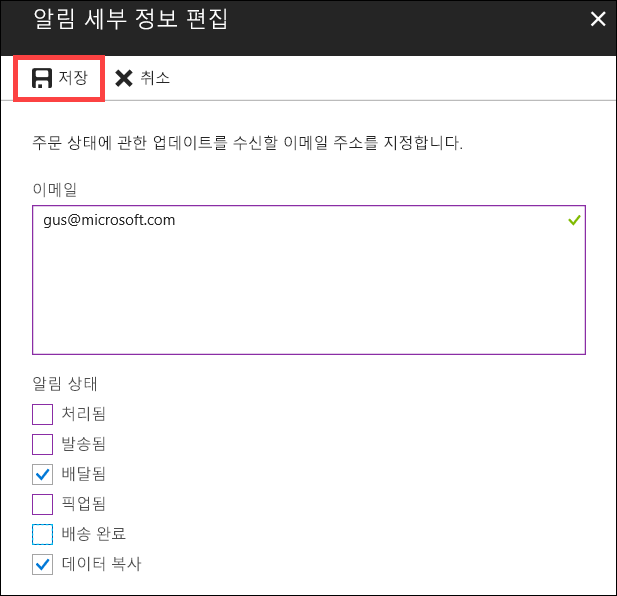 알림 세부 정보 편집
저장 취소
주문 상태에 관한 업데이트를 수신할 이메일 주소를 지정합니다.
이메일
gus@microsoft.com
알림 상태
처리됨
발송됨
배달됨
픽업됨
배송 완료
데이터 복사